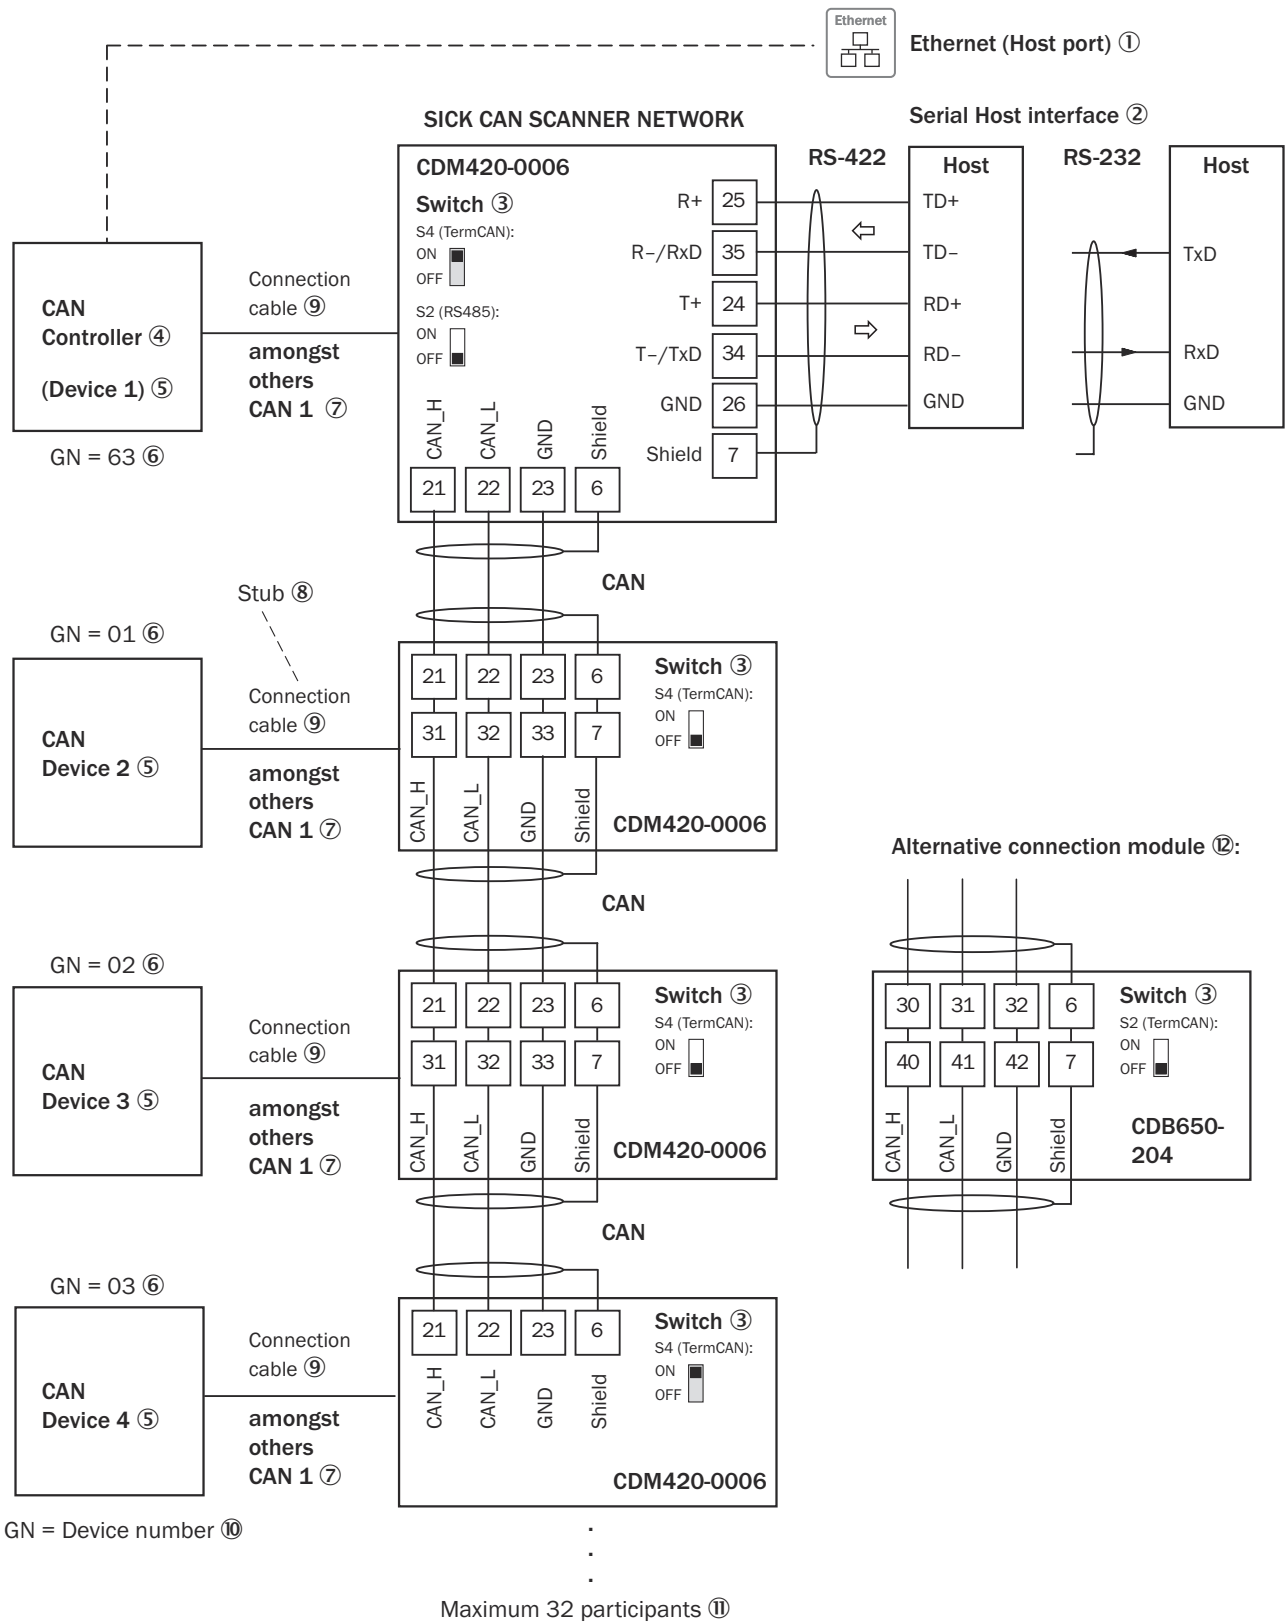 Ethernet
Ethernet (Host port) ①
SICK CAN SCANNER NETWORK
Serial Host interface ②
CDM420-0006
Switch ③
S4 (TermCAN):
ON
OFF
S2 (RS485):
ON
OFF
R+ 25
R−/RxD 35
T+ 24
T−/TxD 34
GND 26
Shield 7
CAN_H
CAN_L
GND
Shield
21 22 23 6
RS-422
Host
TD+
TD−
RD+
RD−
GND
RS-232
Host
TxD
RxD
GND
CAN
Controller ④
(Device 1) ⑤
GN = 63 ⑥
Connection
cable ⑨
amongst
others
CAN 1 ⑦
CAN
Stub ⑧
GN = 01 ⑥
CAN
Device 2 ⑤
Connection
cable ⑨
amongst
others
CAN 1 ⑦
21 22 23 6
31 32 33 7
CAN_H
CAN_L
GND
Shield
Switch ③
S4 (TermCAN):
ON
OFF
CDM420-0006
CAN
GN = 02 ⑥
CAN
Device 3 ⑤
Connection
cable ⑨
amongst
others
CAN 1 ⑦
21 22 23 6
31 32 33 7
CAN_H
CAN_L
GND
Shield
Switch ③
S4 (TermCAN):
ON
OFF
CDM420-0006
CAN
Alternative connection module ⑫:
30 31 32 6
40 41 42 7
CAN_H
CAN_L
GND
Shield
Switch ③
S2 (TermCAN):
ON
OFF
CDB650-
204
GN = 03 ⑥
CAN
Device 4 ⑤
Connection
cable ⑨
amongst
others
CAN 1 ⑦
21 22 23 6
CAN_H
CAN_L
GND
Shield
Switch ③
S4 (TermCAN):
ON
OFF
CDM420-0006
GN = Device number ⑩
.
.
.
Maximum 32 participants ⑪